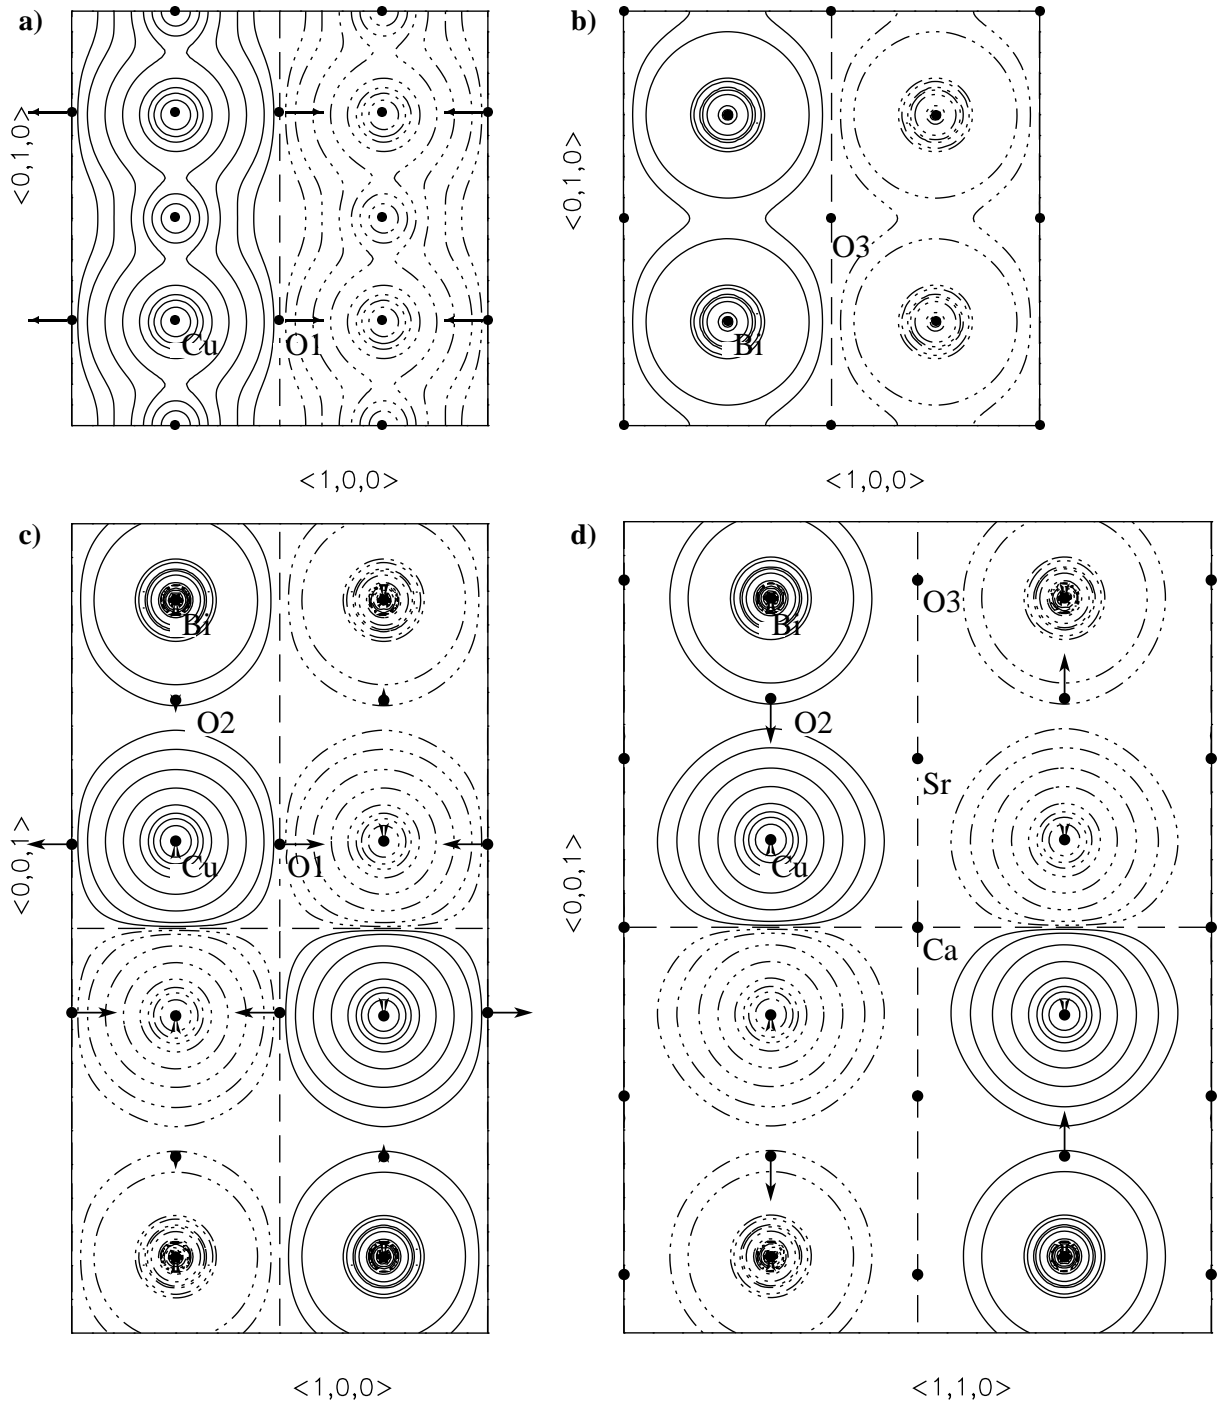 a)
<0,1,0>
Cu
O1
<1,0,0>
b)
<0,1,0>
O3
Bi
<1,0,0>
c)
Bi
O2
<0,0,1>
Cu
O1
<1,0,0>
d)
O3
Bi
O2
Sr
<0,0,1>
Cu
Ca
<1,1,0>